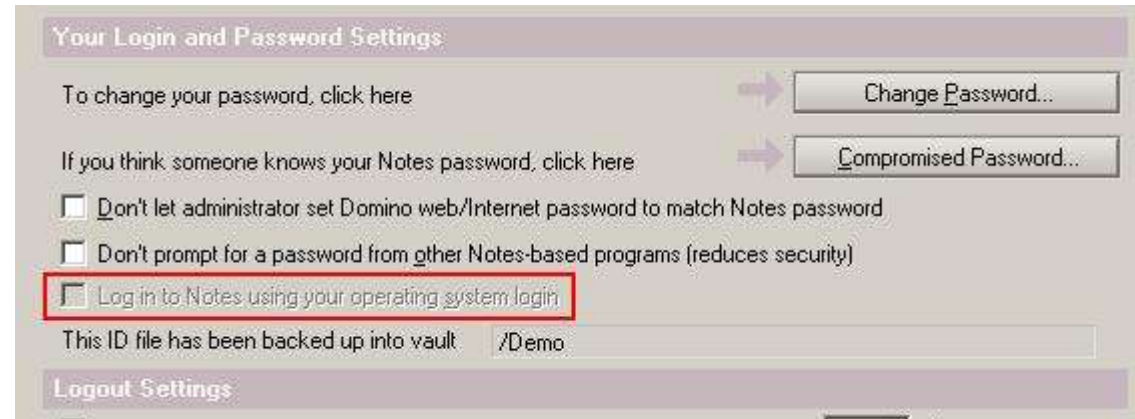 Your Login and Password Settings
To change your password, click here
Change Password...
If you think someone knows your Notes password, click here
Compromised Password...
Don't let administrator set Domino web/Internet password to match Notes password
Don't prompt for a password from other Notes-based programs (reduces security)
Log in to Notes using your operating system login
This ID file has been backed up into vault /Demo
Logout Settings